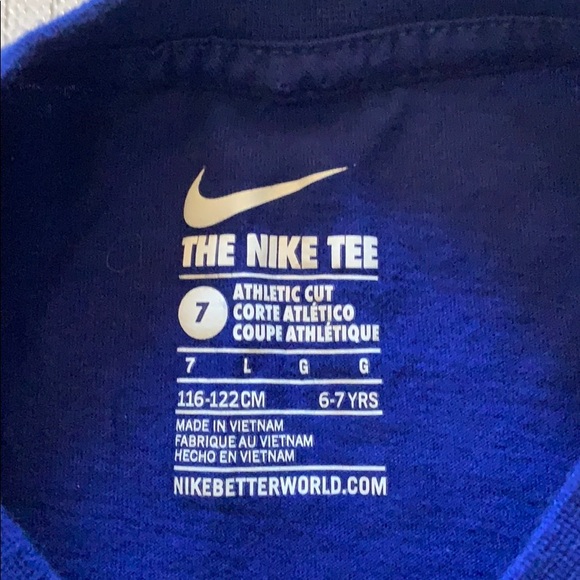 THE NIKE TEE
7
ATHLETIC CUT
CORTE ATLÉTICO
COUPE ATHLÉTIQUE
7 L G G
116-122CM 6-7 YRS
MADE IN VIETNAM
FABRIQUE AU VIETNAM
HECHO EN VIETNAM
NIKEBETTERWORLD.COM